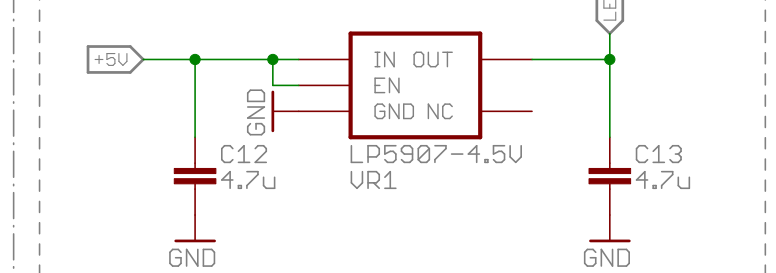 LE
+5V
IN OUT
EN
GND
GND NC
C12
4.7u
LP5907-4.5V
VR1
C13
4.7u
GND
GND